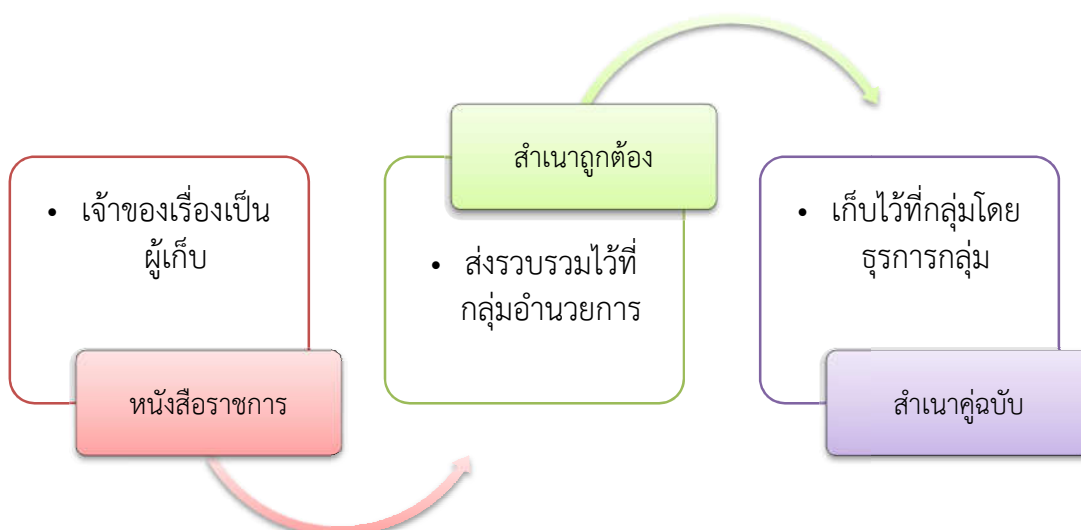 • เจ้าของเรื่องเป็น
ผู้เก็บ
หนังสือราชการ
สำเนาถูกต้อง
• ส่งรวบรวมไว้ที่
กลุ่มอำนวยการ
• เก็บไว้ที่กลุ่มโดย
ธุรการกลุ่ม
สำเนาคู่ฉบับ